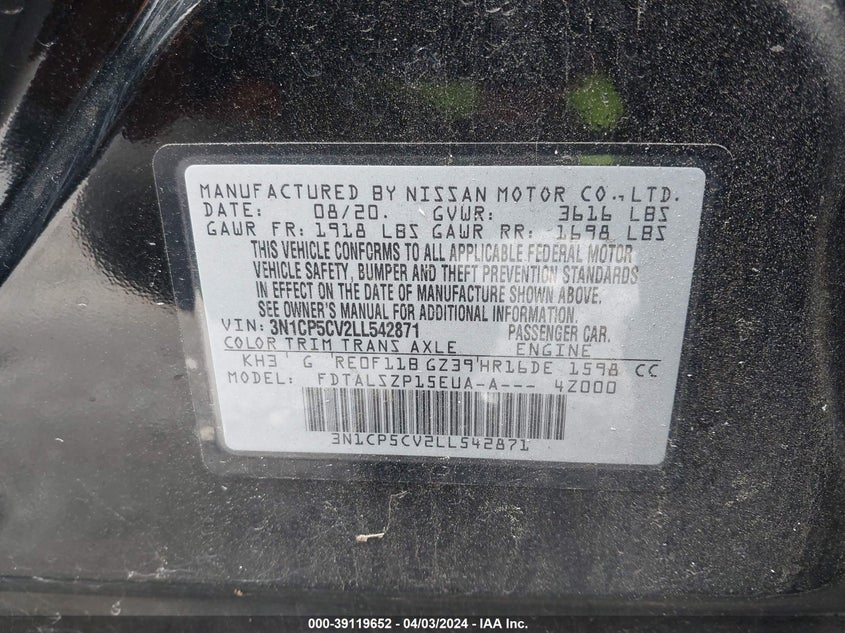 MANUFACTURED BY NISSAN MOTOR CO.,LTD.
DATE: 08/20. GVWR: 3616 LBS
GAWR FR: 1918 LBS GAWR RR: 1698 LBS
THIS VEHICLE CONFORMS TO ALL APPLICABLE FEDERAL MOTOR
VEHICLE SAFETY, BUMPER AND THEFT PREVENTION STANDARDS
IN EFFECT ON THE DATE OF MANUFACTURE SHOWN ABOVE.
SEE OWNER'S MANUAL FOR ADDITIONAL INFORMATION.
VIN: 3N1CP5CV2LL542871 PASSENGER CAR.
COLOR TRIM TRANS AXLE ENGINE
KH3 G RE0F11B GZ39 HR16DE 1598 CC
MODEL: FDTALSZP15EUA-A--- 4Z000
3N1CP5CV2LL542871
000-39119652 - 04/03/2024 - IAA Inc.